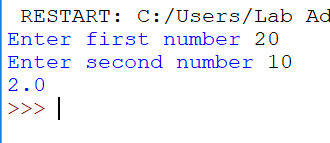 RESTART: C:/Users/Lab Ad
Enter first number 20
Enter second number 10
2.0
>>>